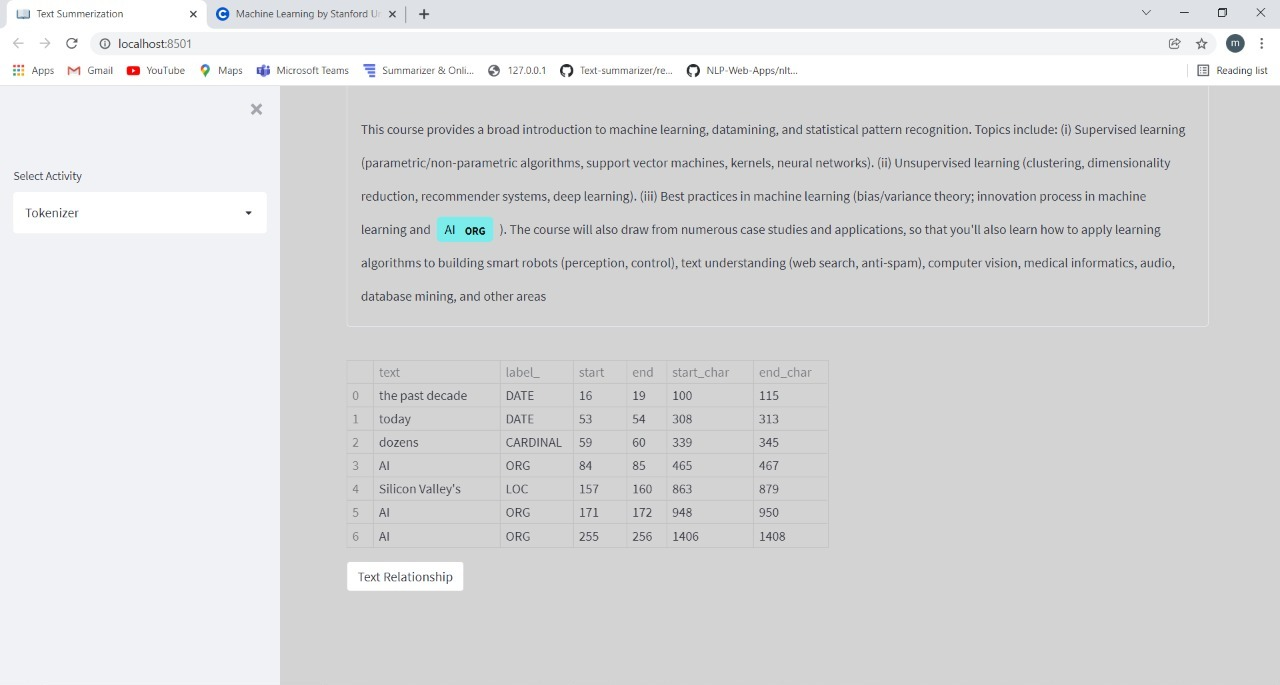 Text Summerization
Machine Learning by Stanford U
localhost:8501
m
Apps
Gmail
YouTube
Maps
Microsoft Teams
Summarizer & Onli...
127.0.0.1
Text-summarizer/re...
NLP-Web-Apps/nlt...
Reading list
Select Activity
Tokenizer
This course provides a broad introduction to machine learning, datamining, and statistical pattern recognition. Topics include: (i) Supervised learning
(parametric/non-parametric algorithms, support vector machines, kernels, neural networks). (ii) Unsupervised learning (clustering, dimensionality
reduction, recommender systems, deep learning). (iii) Best practices in machine learning (bias/variance theory; innovation process in machine
learning and AI ORG ). The course will also draw from numerous case studies and applications, so that you'll also learn how to apply learning
algorithms to building smart robots (perception, control), text understanding (web search, anti-spam), computer vision, medical informatics, audio,
database mining, and other areas
text label_ start end start_char end_char
0 the past decade DATE 16 19 100 115
1 today DATE 53 54 308 313
2 dozens CARDINAL 59 60 339 345
3 AI ORG 84 85 465 467
4 Silicon Valley's LOC 157 160 863 879
5 AI ORG 171 172 948 950
6 AI ORG 255 256 1406 1408
Text Relationship